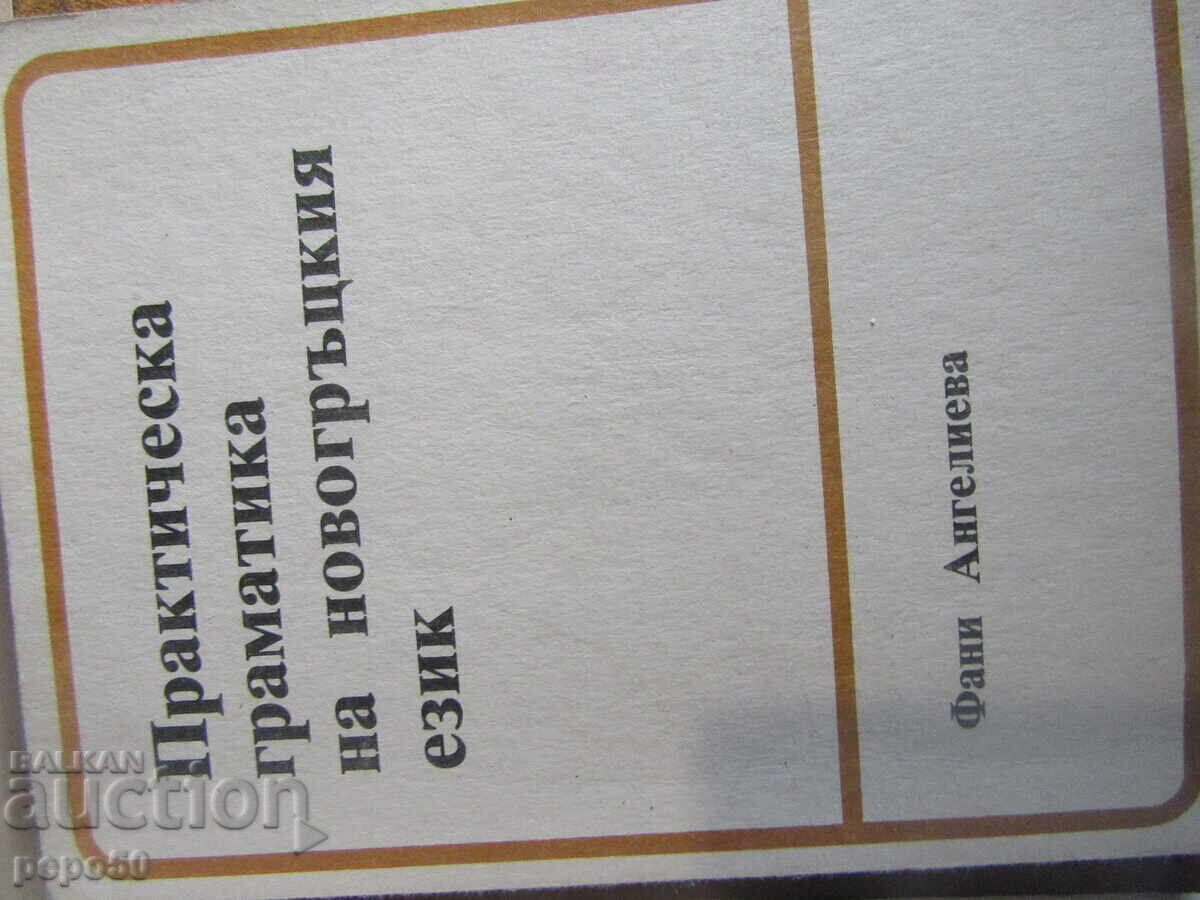 Практическа
граматика
на новогръцкия
език
Фани Ангелиева
BALKAN
auction
pepo50